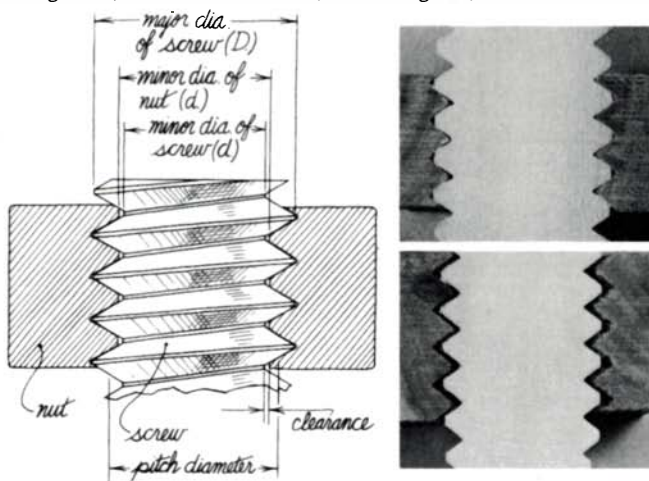 major dia.
of screw (D)
minor dia. of
nut (d)
minor dia. of
screw (d)
nut
screw
clearance
pitch diameter